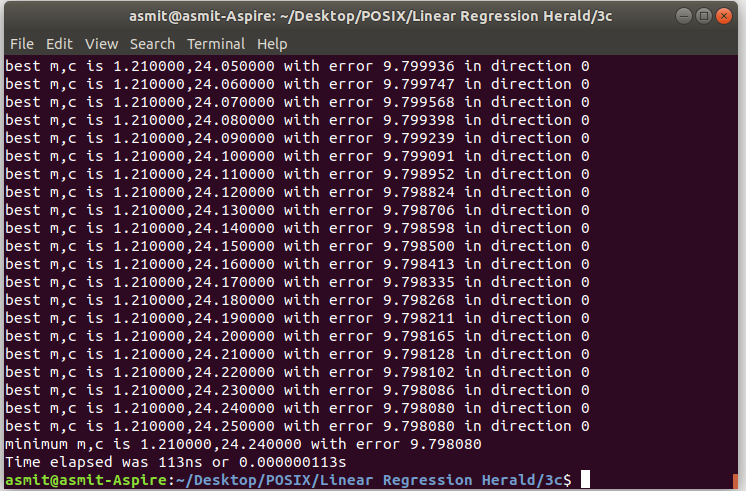 asmit@asmit-Aspire: ~/Desktop/POSIX/Linear Regression Herald/3c
File Edit View Search Terminal Help
best m,c is 1.210000,24.050000 with error 9.799936 in direction 0
best m,c is 1.210000,24.060000 with error 9.799747 in direction 0
best m,c is 1.210000,24.070000 with error 9.799568 in direction 0
best m,c is 1.210000,24.080000 with error 9.799398 in direction 0
best m,c is 1.210000,24.090000 with error 9.799239 in direction 0
best m,c is 1.210000,24.100000 with error 9.799091 in direction 0
best m,c is 1.210000,24.110000 with error 9.798952 in direction 0
best m,c is 1.210000,24.120000 with error 9.798824 in direction 0
best m,c is 1.210000,24.130000 with error 9.798706 in direction 0
best m,c is 1.210000,24.140000 with error 9.798598 in direction 0
best m,c is 1.210000,24.150000 with error 9.798500 in direction 0
best m,c is 1.210000,24.160000 with error 9.798413 in direction 0
best m,c is 1.210000,24.170000 with error 9.798335 in direction 0
best m,c is 1.210000,24.180000 with error 9.798268 in direction 0
best m,c is 1.210000,24.190000 with error 9.798211 in direction 0
best m,c is 1.210000,24.200000 with error 9.798165 in direction 0
best m,c is 1.210000,24.210000 with error 9.798128 in direction 0
best m,c is 1.210000,24.220000 with error 9.798102 in direction 0
best m,c is 1.210000,24.230000 with error 9.798086 in direction 0
best m,c is 1.210000,24.240000 with error 9.798080 in direction 0
best m,c is 1.210000,24.250000 with error 9.798080 in direction 0
minimum m,c is 1.210000,24.240000 with error 9.798080
Time elapsed was 113ns or 0.000000113s
asmit@asmit-Aspire:~/Desktop/POSIX/Linear Regression Herald/3c$